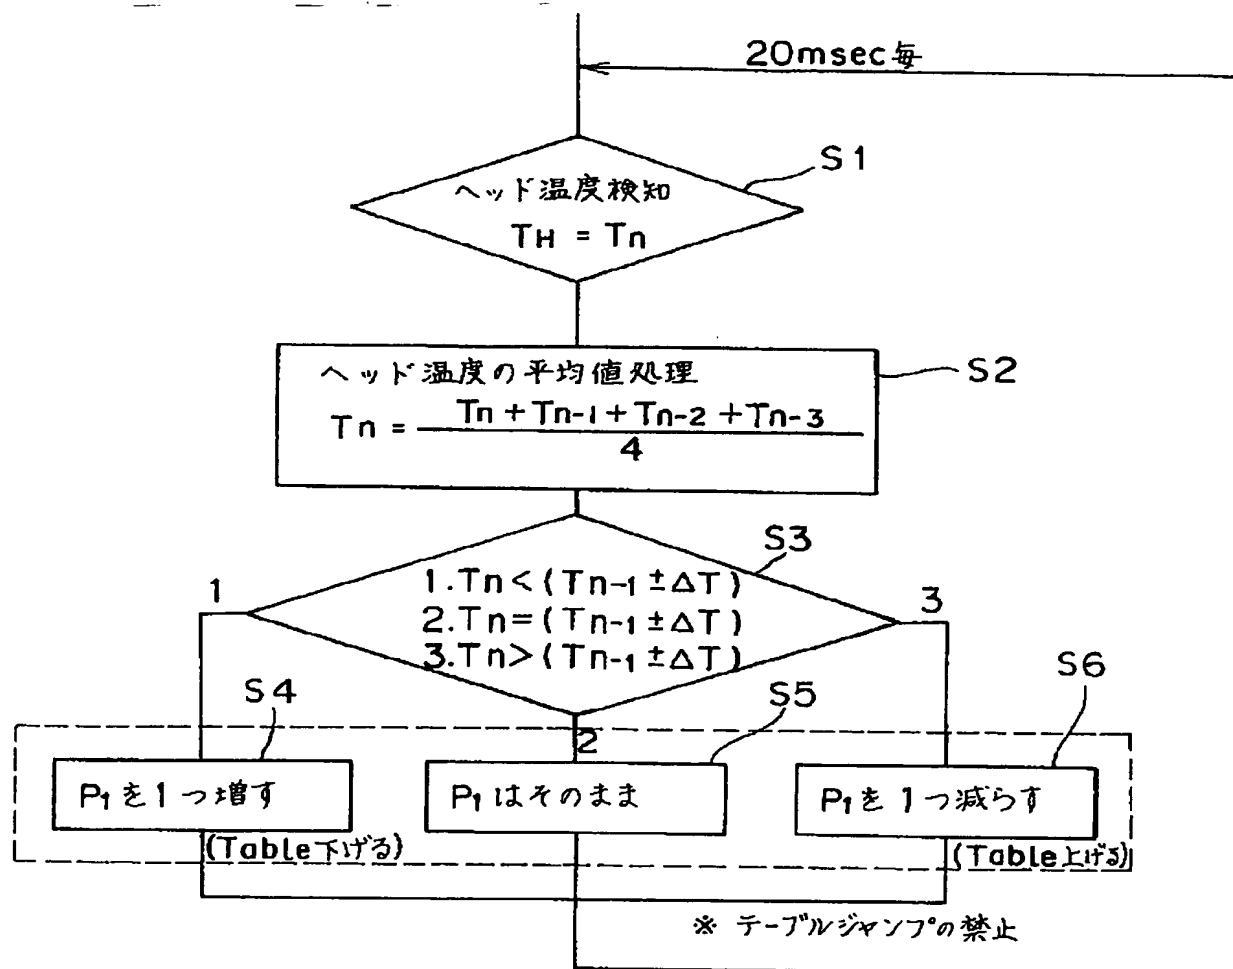 20msec毎
S1
ヘッド温度検知
TH = Tn
S2
ヘッド温度の平均値処理
Tn = Tn + Tn-1 + Tn-2 + Tn-3
4
S3
1
1.Tn<(Tn-1±△T)
3
2.Tn=(Tn-1±△T)
3.Tn>(Tn-1±△T)
S4
S5
S6
2
P1を1つ増す
P1はそのまま
P1を1つ減らす
(Table下げる)
(Table上げる)
※ テーブルジャンプの禁止